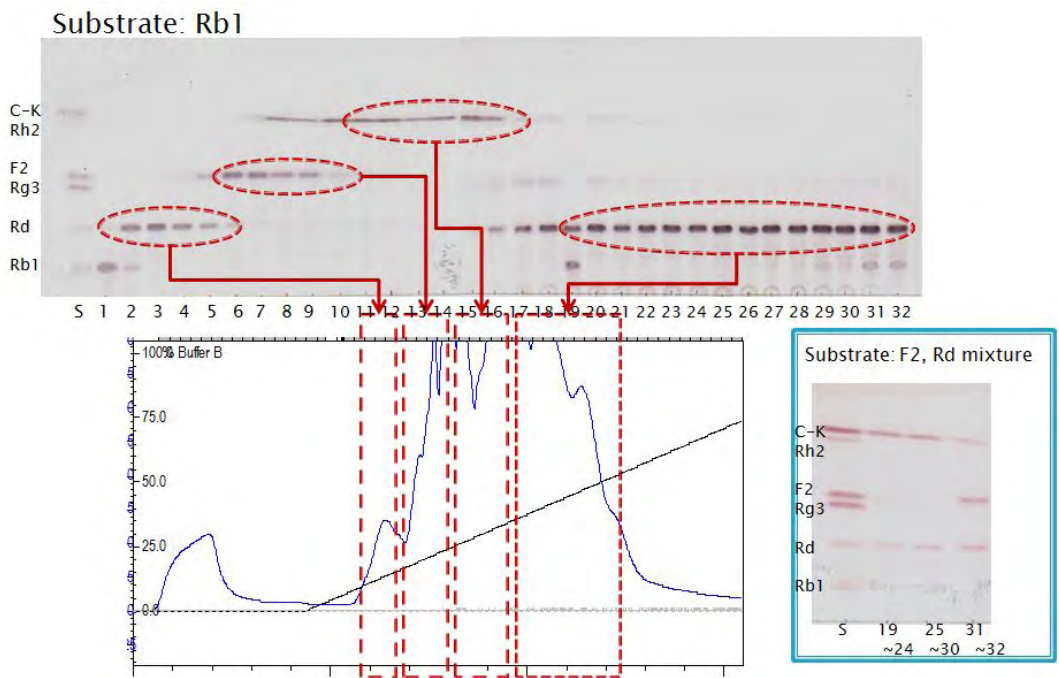 Substrate: Rb1
C-K
Rh2
F2
Rg3
Rd
Rb1
S 1 2 3 4 5 6 7 8 9 10 11 12 13 14 15 16 17 18 19 20 21 22 23 24 25 26 27 28 29 30 31 32
100% Buffer B
75.0
50.0
25.0
0.0
Substrate: F2, Rd mixture
C-K
Rh2
F2
Rg3
Rd
Rb1
S 19 25 31
~24 ~30 ~32